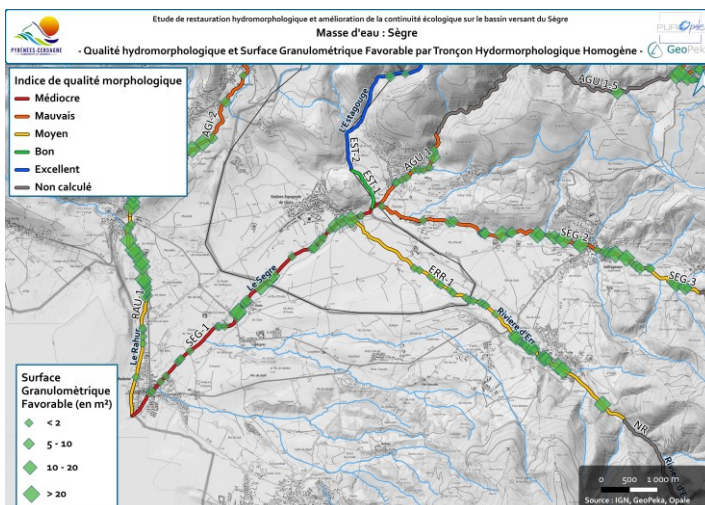 Etude de restauration hydromorphologique et amélioration de la continuité écologique sur le bassin versant du Sègre
Masse d'eau : Sègre
- Qualité hydromorphologique et Surface Granulométrique Favorable par Tronçon Hydormorphologique Homogène -
PYRÉNÉES-CERDAGNE
GeoPeka
Indice de qualité morphologique
Médiocre
Mauvais
Moyen
Bon
Excellent
Non calculé
AGI-2
L'Estagouge
EST-2
EST-1
AGU-1
AGU-1.5
SEG-2
SEG-3
ERR-1
Rivière d'Err
Le Sègre
SEG-1
RAU-1
Le Rahur
NR
Surface
Granulomètrique
Favorable (en m²)
< 2
5 - 10
10 - 20
> 20
0 500 1 000 m
Source : IGN, GeoPeka, Opale